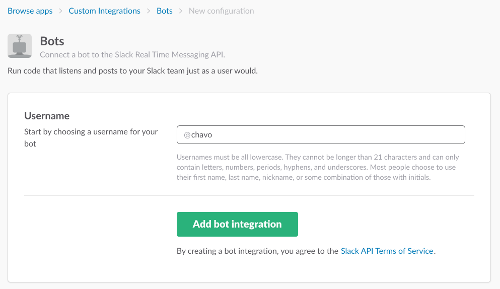 Browse apps > Custom Integrations > Bots > New configuration
Bots
Connect a bot to the Slack Real Time Messaging API.
Run code that listens and posts to your Slack team just as a user would.
Username
Start by choosing a username for your
bot
@chavo
Usernames must be all lowercase. They cannot be longer than 21 characters and can only
contain letters, numbers, periods, hyphens, and underscores. Most people choose to use
their first name, last name, nickname, or some combination of those with initials.
Add bot integration
By creating a bot integration, you agree to the Slack API Terms of Service.